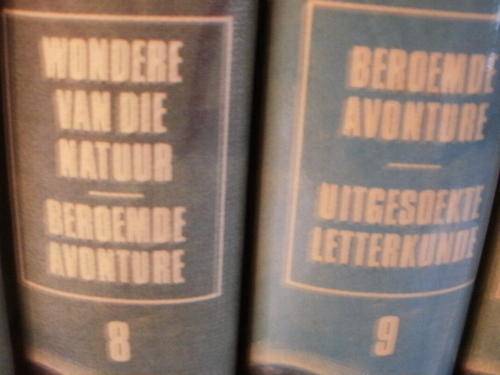 WONDERE
VAN DIE
NATUUR
BEROEMDE
AVONTURE
8
BEROEMDE
AVONTURE
UITGESOEKTE
LETTERKUNDE
9